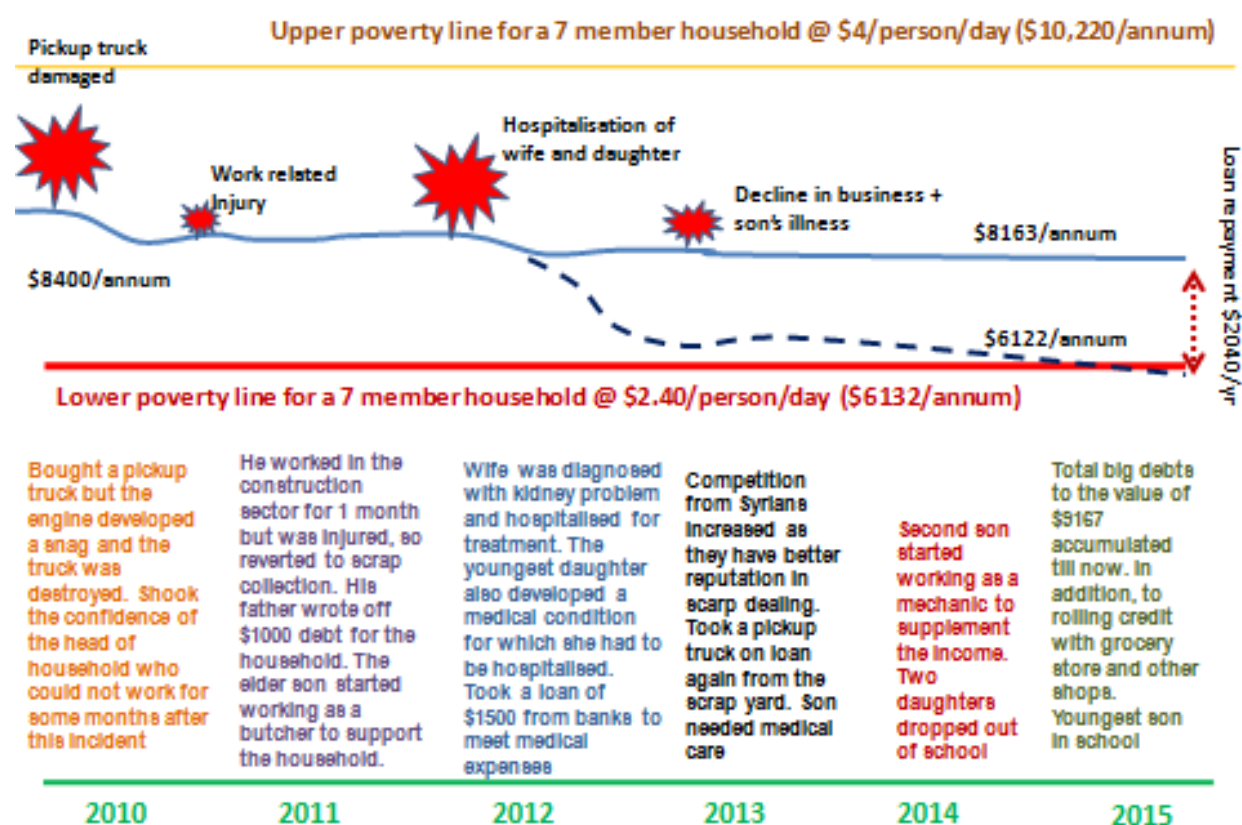 Upper poverty line for a 7 member household @ $4/person/day ($10,220/annum)
Pickup truck
damaged
Hospitalisation of
wife and daughter
Work related
Injury
Decline in business +
son's illness
$8163/annum
$8400/annum
$6122/annum
Loan repayment $2040/yr
Lower poverty line for a 7 member household @ $2.40/person/day ($6132/annum)
Bought a pickup
truck but the
engine developed
a snag and the
truck was
destroyed. Shook
the confidence of
the head of
household who
could not work for
some months after
this incident
He worked in the
construction
sector for 1 month
but was injured, so
reverted to scrap
collection. His
father wrote off
$1000 debt for the
household. The
elder son started
working as a
butcher to support
the household.
Wife was diagnosed
with kidney problem
and hospitalised for
treatment. The
youngest daughter
also developed a
medical condition
for which she had to
be hospitalised.
Took a loan of
$1500 from banks to
meet medical
expenses
Competition
from Syrians
increased as
they have better
reputation in
scarp dealing.
Took a pickup
truck on loan
again from the
scrap yard. Son
needed medical
care
Second son
started
working as a
mechanic to
supplement
the income.
Two
daughters
dropped out
of school
Total big debts
to the value of
$9167
accumulated
till now. In
addition, to
rolling credit
with grocery
store and other
shops.
Youngest son
in school
2010
2011
2012
2013
2014
2015